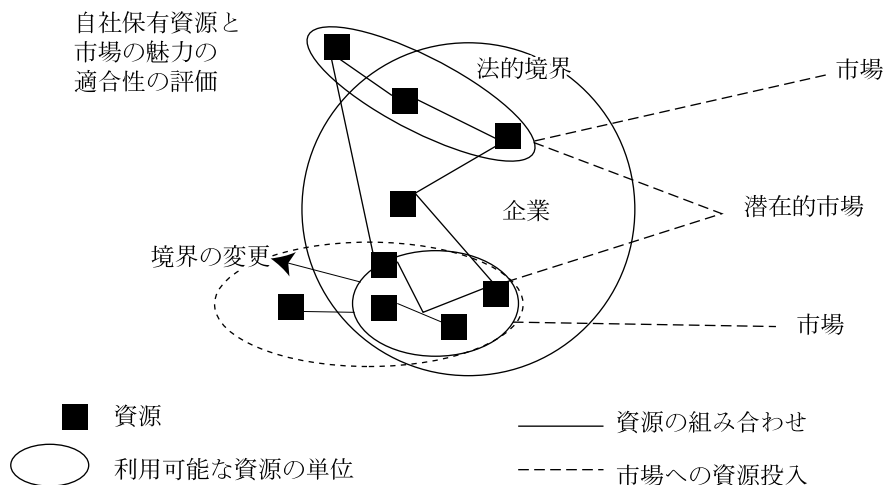 自社保有資源と
市場の魅力の
適合性の評価
法的境界
市場
企業
潜在的市場
境界の変更
市場
資源
資源の組み合わせ
利用可能な資源の単位
市場への資源投入